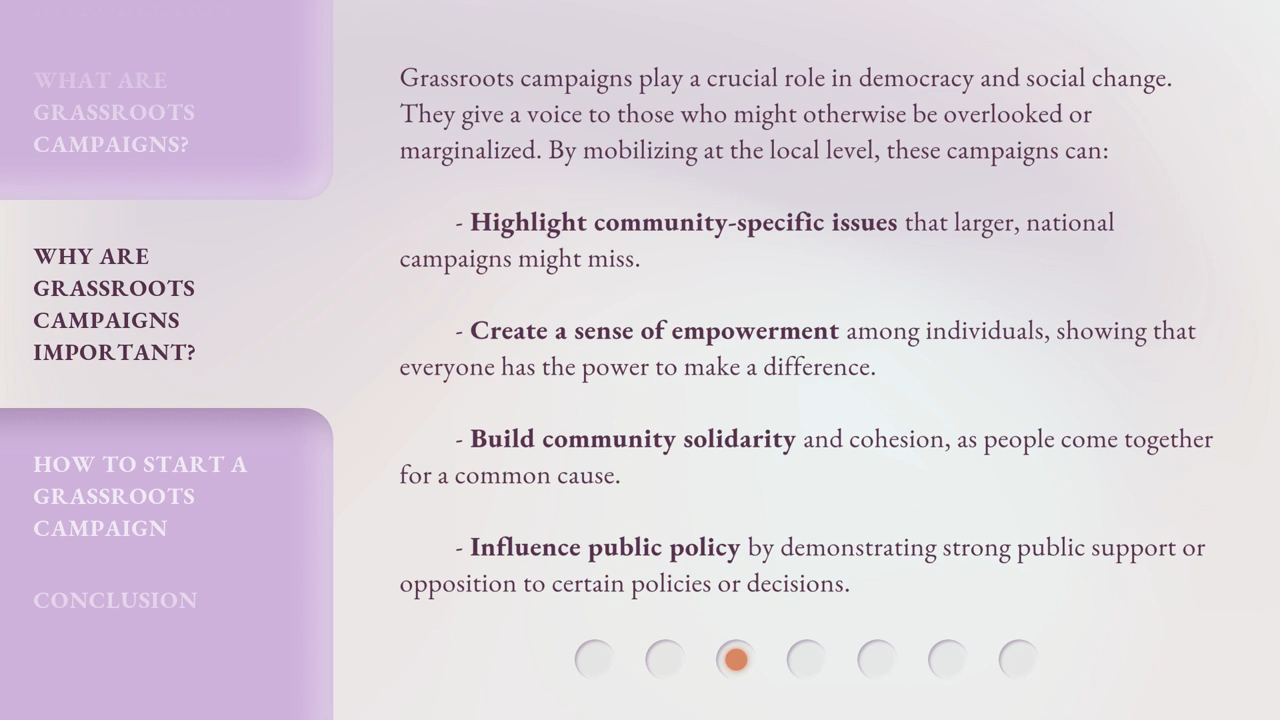 WHAT ARE
GRASSROOTS
CAMPAIGNS?
WHY ARE
GRASSROOTS
CAMPAIGNS
IMPORTANT?
HOW TO START A
GRASSROOTS
CAMPAIGN
CONCLUSION
Grassroots campaigns play a crucial role in democracy and social change.
They give a voice to those who might otherwise be overlooked or
marginalized. By mobilizing at the local level, these campaigns can:
- Highlight community-specific issues that larger, national
campaigns might miss.
- Create a sense of empowerment among individuals, showing that
everyone has the power to make a difference.
- Build community solidarity and cohesion, as people come together
for a common cause.
- Influence public policy by demonstrating strong public support or
opposition to certain policies or decisions.